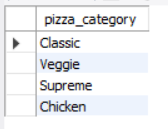 pizza_category
Classic
Veggie
Supreme
Chicken